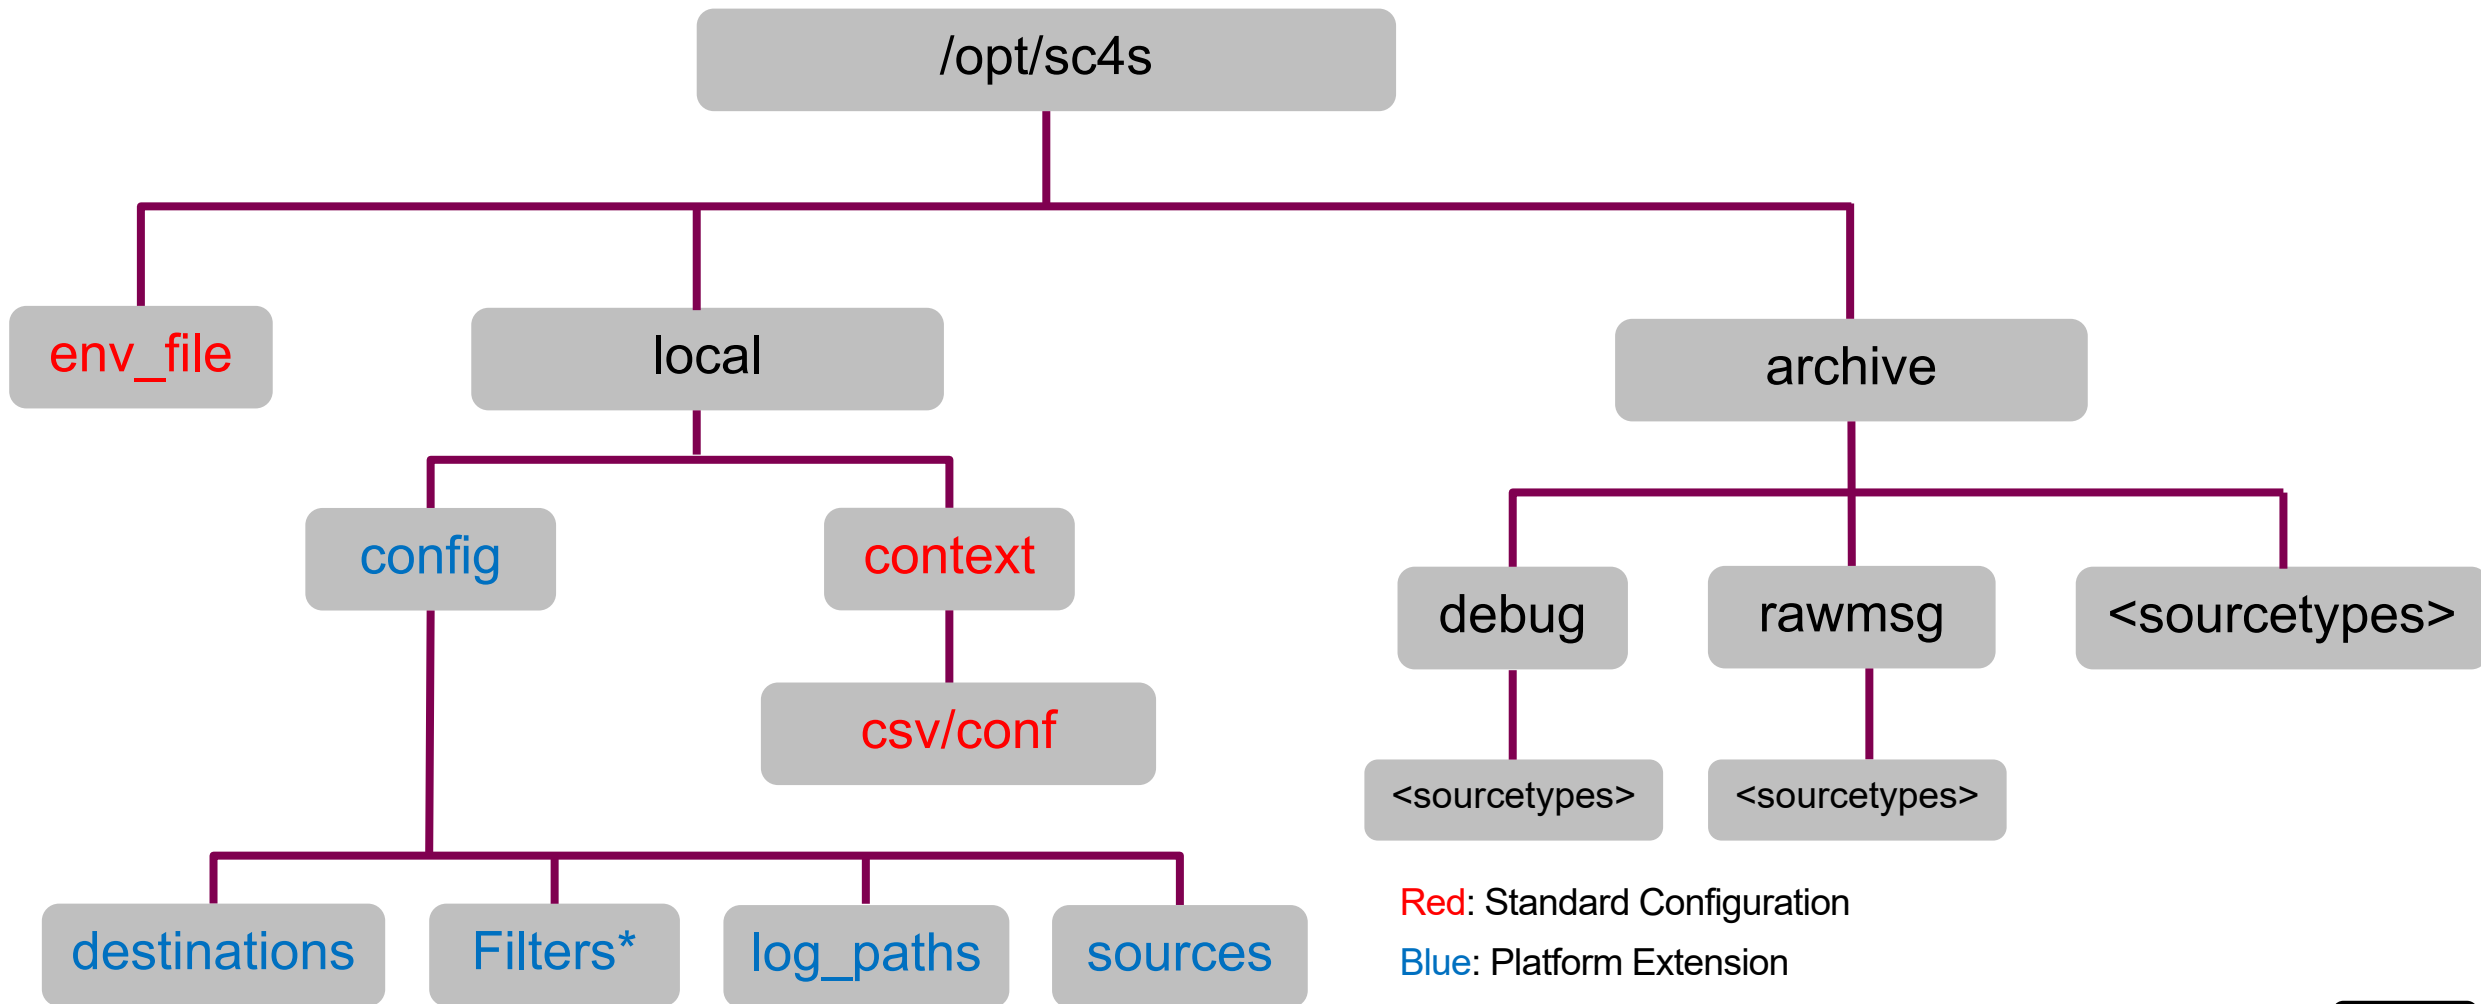 /opt/sc4s
env_file
local
archive
config
context
debug
rawmsg
<sourcetypes>
csv/conf
<sourcetypes>
<sourcetypes>
Red: Standard Configuration
destinations
Filters*
log_paths
sources
Blue: Platform Extension